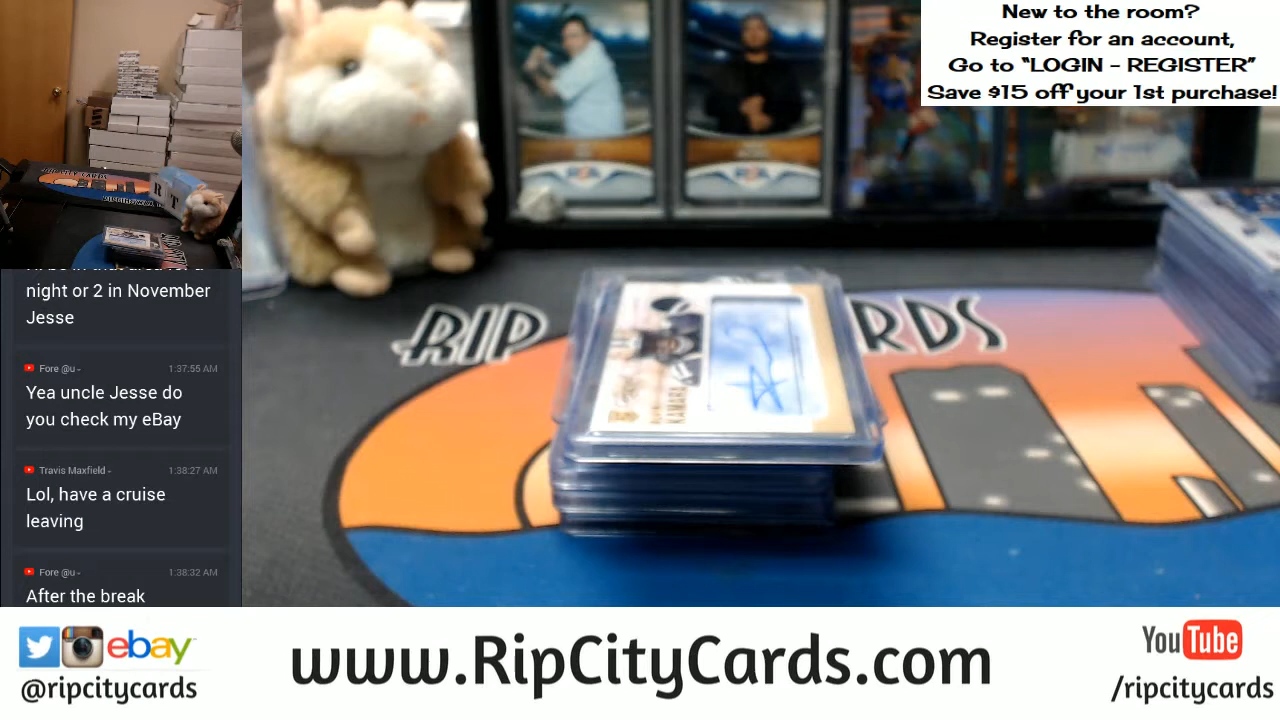 New to the room?
Register for an account,
Go to “LOGIN - REGISTER”
Save $15 off your 1st purchase!
night or 2 in November
Jesse
Fore @u - 1:37:55 AM
Yea uncle Jesse do
you check my eBay
Travis Maxfield - 1:38:27 AM
Lol, have a cruise
leaving
Fore @u - 1:38:32 AM
After the break
RIP
RDS
KAMARA
ebay
@ripcitycards
www.RipCityCards.com
YouTube
/ripcitycards